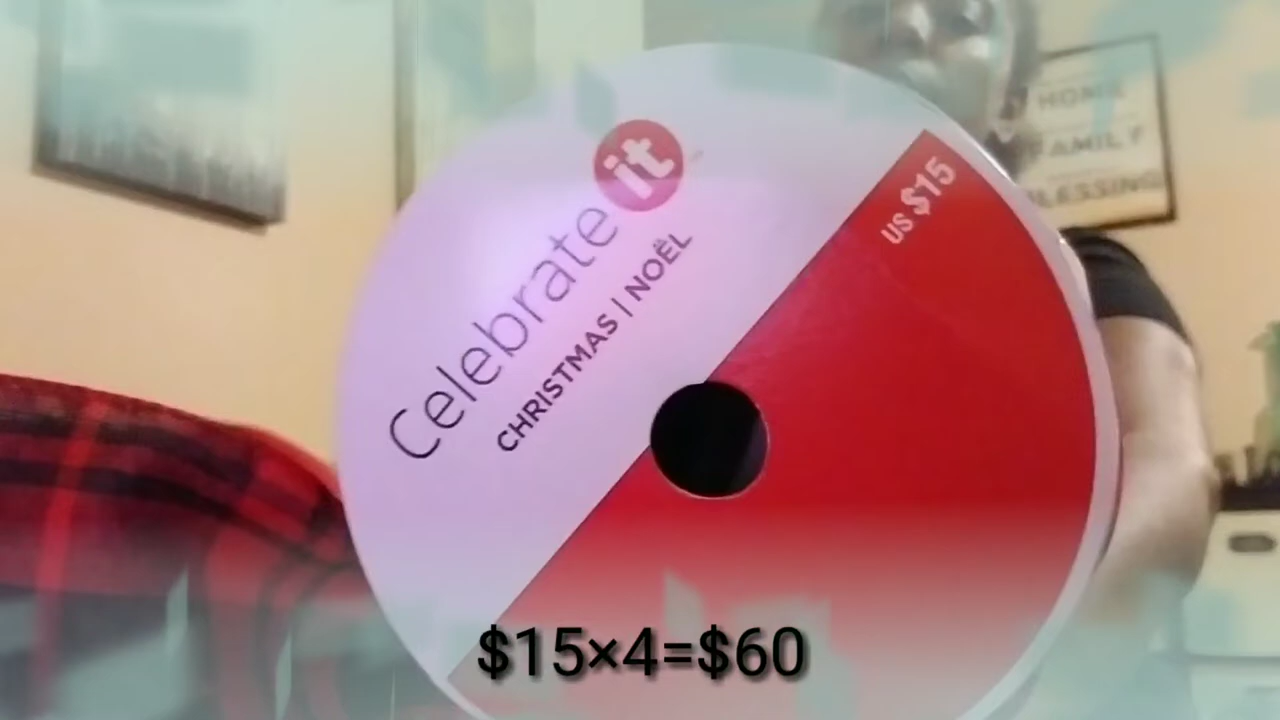 Celebrate it
CHRISTMAS | NOËL
US $15
HOME
FAMILY
BLESSING
$15×4=$60